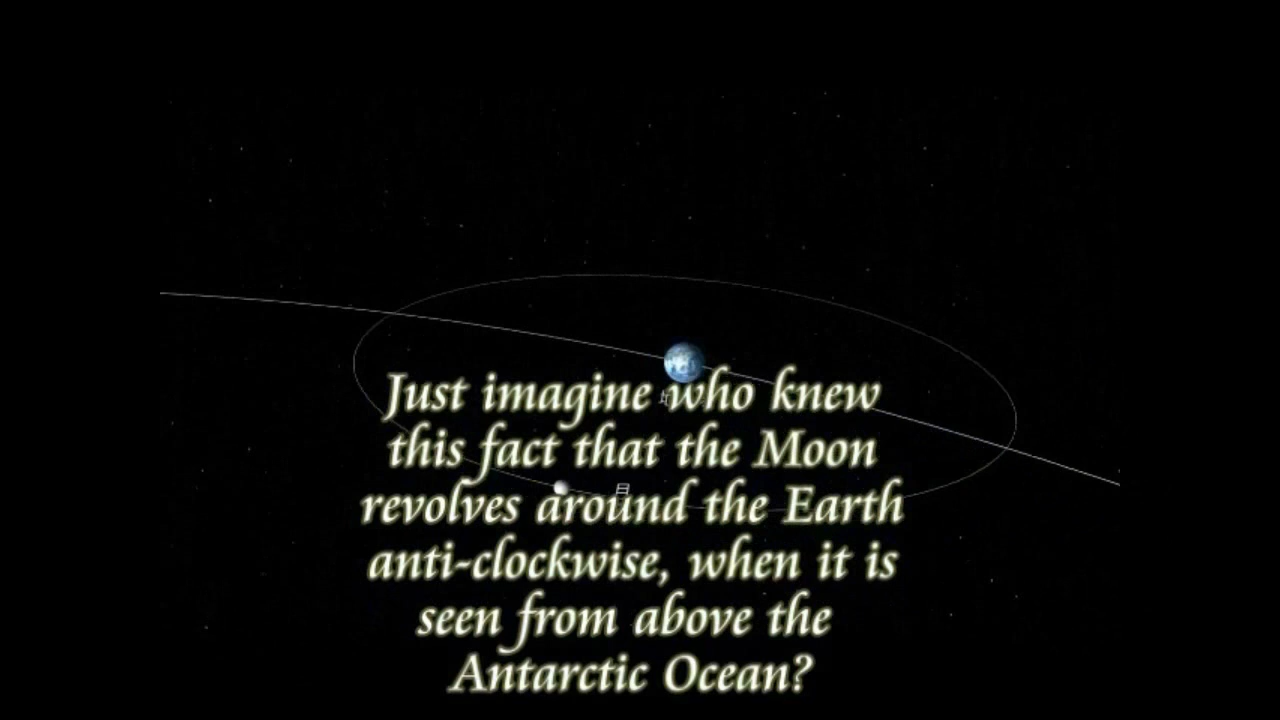 Just imagine who knew
this fact that the Moon
revolves around the Earth
anti-clockwise, when it is
seen from above the
Antarctic Ocean?
月